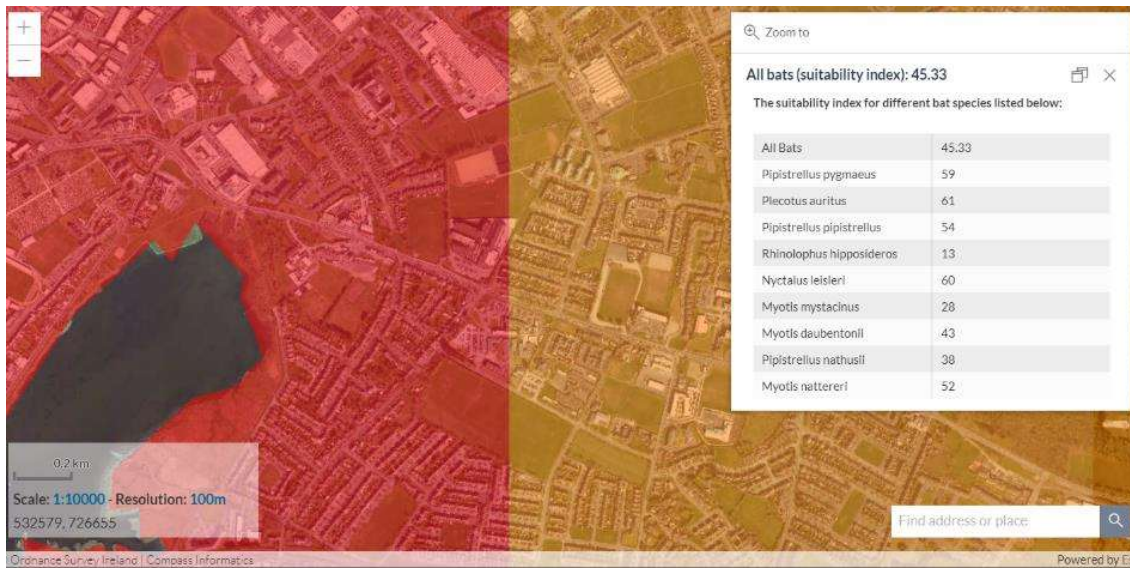 +
−
Zoom to
All bats (suitability index): 45.33
The suitability index for different bat species listed below:
All Bats 45.33
Pipistrellus pygmaeus 59
Plecotus auritus 61
Pipistrellus pipistrellus 54
Rhinolophus hipposideros 13
Nyctalus leisleri 60
Myotis mystacinus 28
Myotis daubentonii 43
Pipistrellus nathusii 38
Myotis nattereri 52
0.2 km
Scale: 1:10000 - Resolution: 100m
532579, 726655
Find address or place
Ordnance Survey Ireland | Compass Informatics
Powered by E